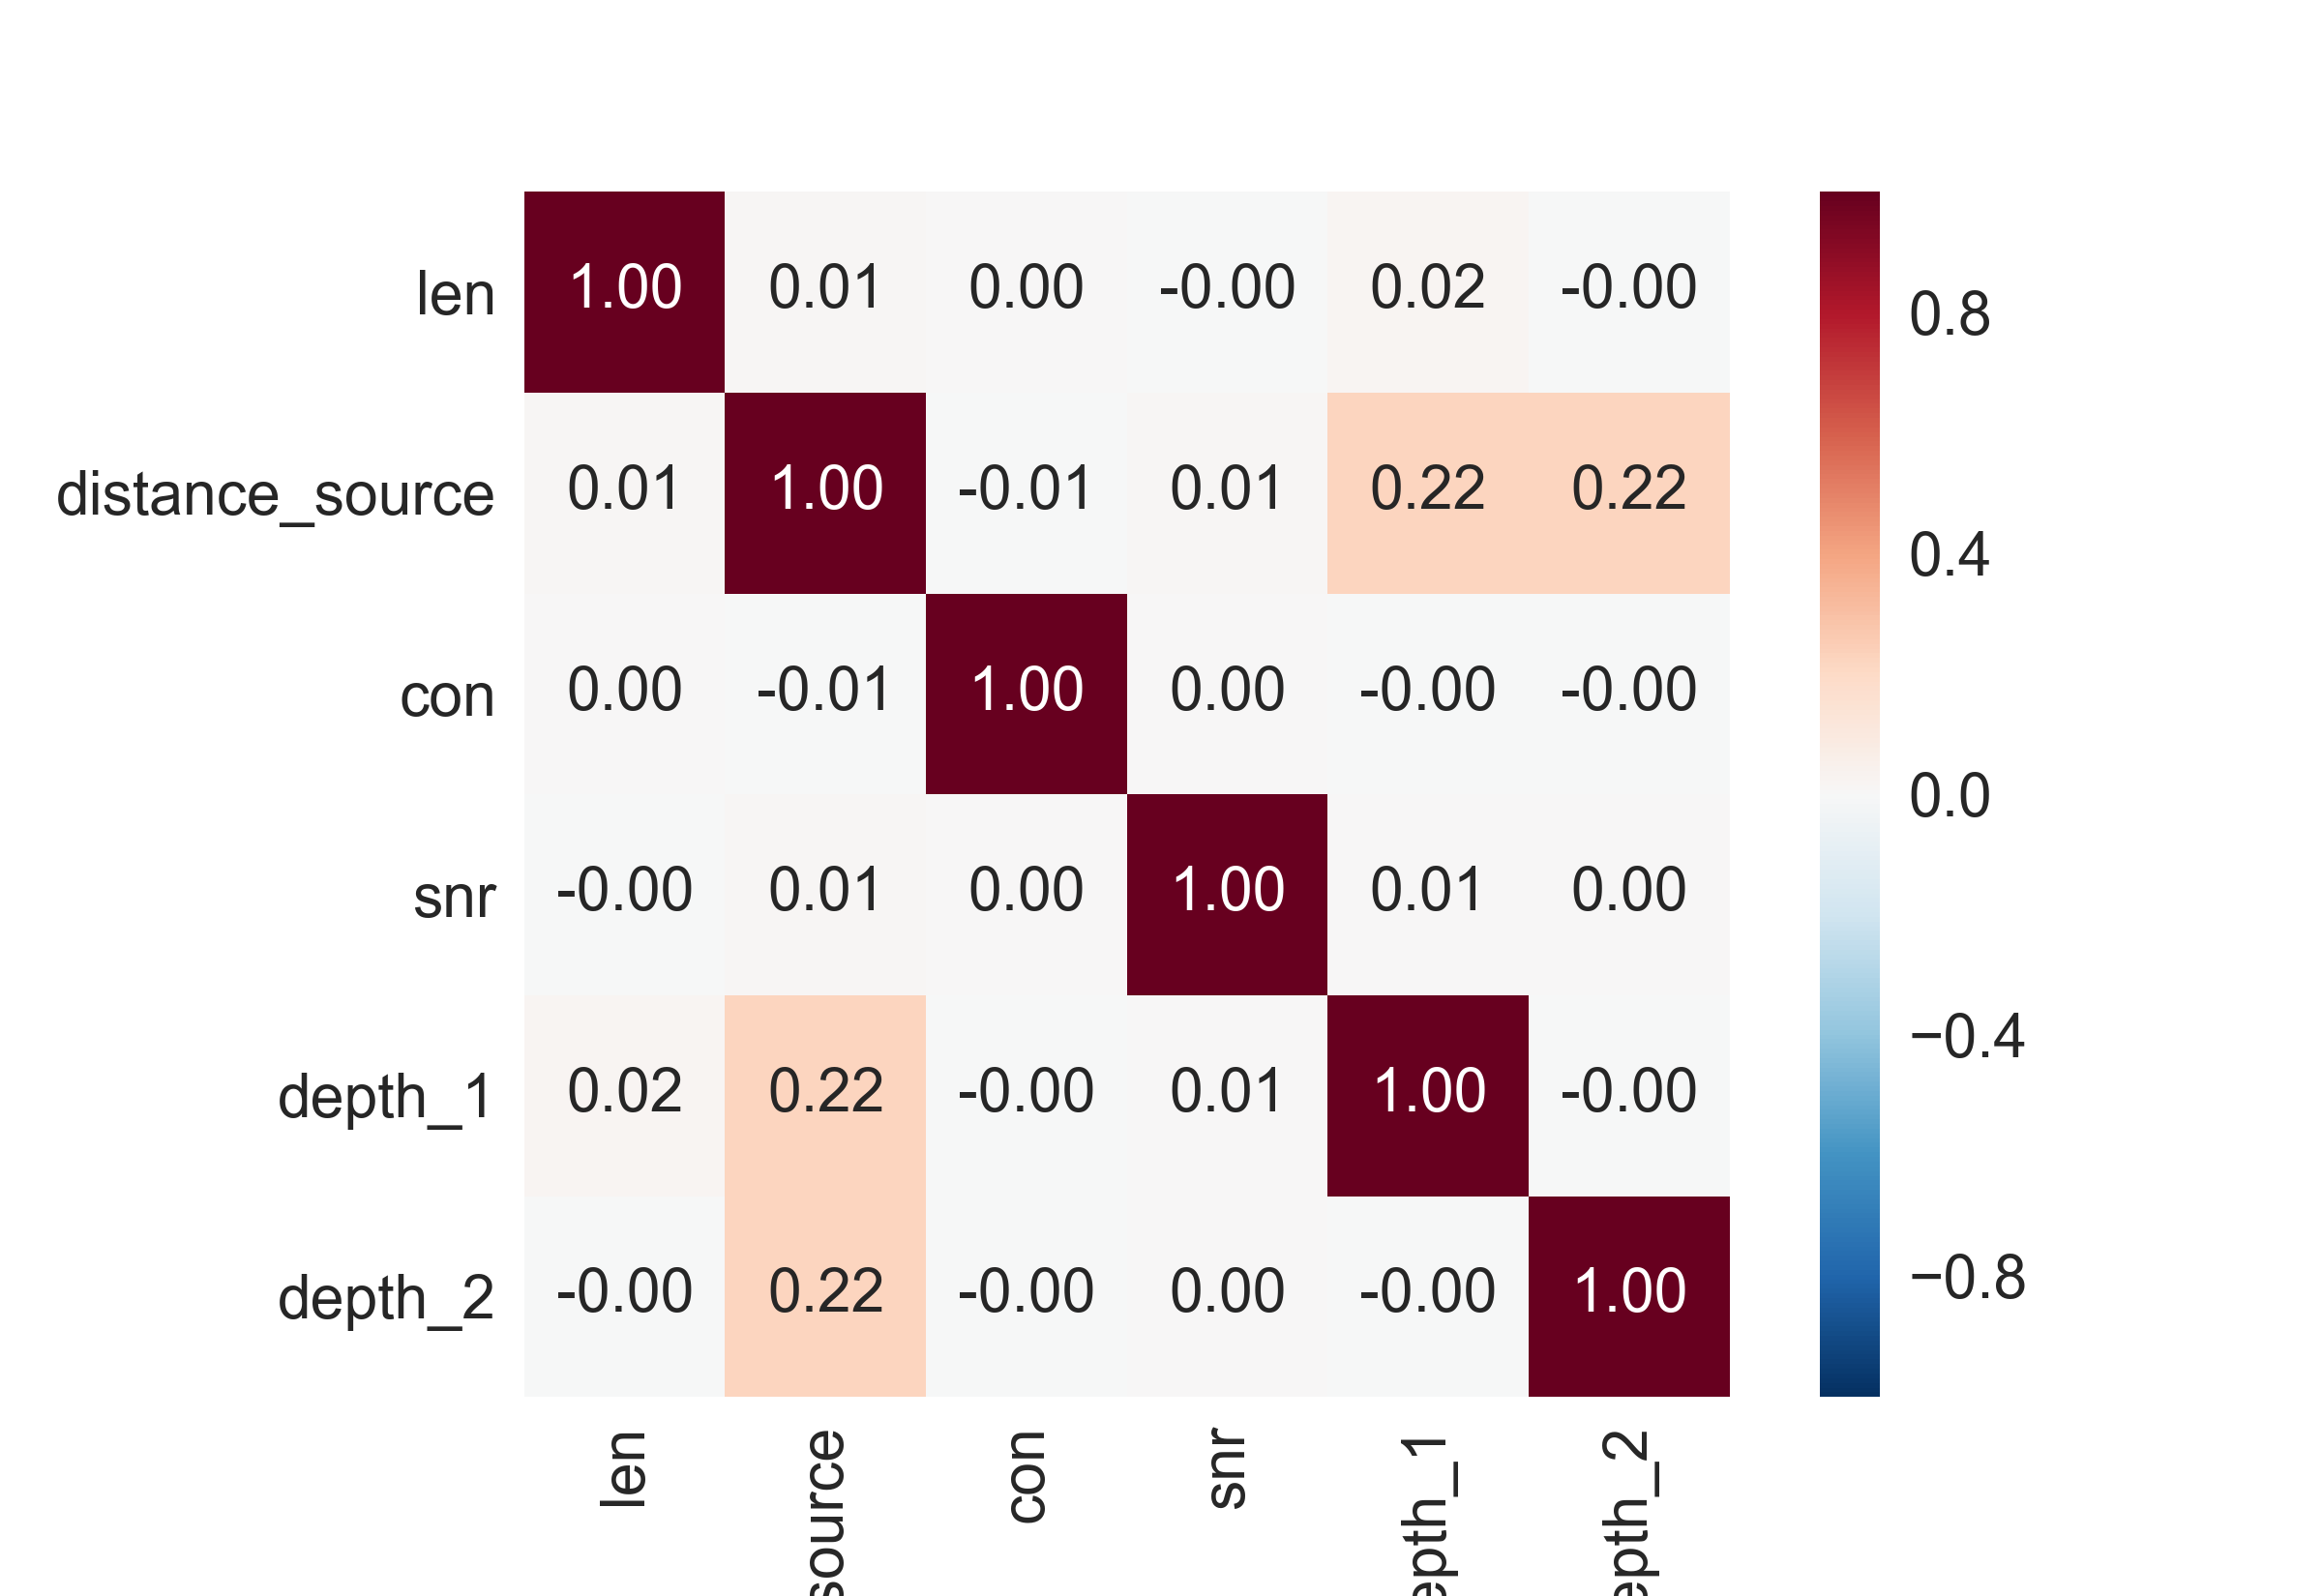 len 1.00 0.01 0.00 -0.00 0.02 -0.00
distance_source 0.01 1.00 -0.01 0.01 0.22 0.22
con 0.00 -0.01 1.00 0.00 -0.00 -0.00
snr -0.00 0.01 0.00 1.00 0.01 0.00
depth_1 0.02 0.22 -0.00 0.01 1.00 -0.00
depth_2 -0.00 0.22 -0.00 0.00 -0.00 1.00
len
source
con
snr
epth_1
epth_2
0.8
0.4
0.0
−0.4
−0.8